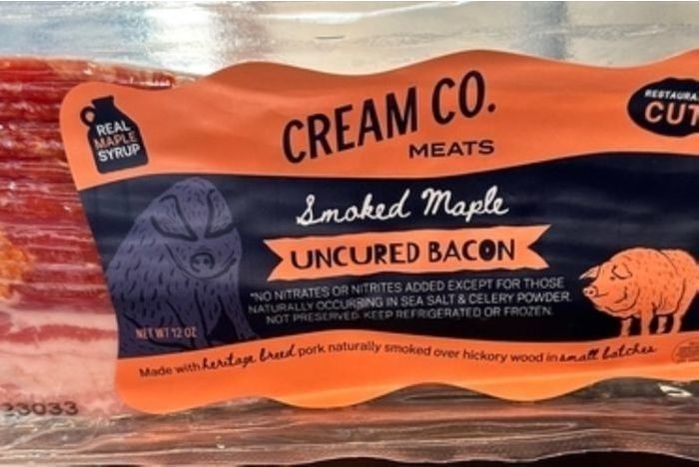 REAL
MAPLE
SYRUP
CREAM CO.
MEATS
CUT
Smoked Maple
UNCURED BACON
*NO NITRATES OR NITRITES ADDED EXCEPT FOR THOSE
NATURALLY OCCURRING IN SEA SALT & CELERY POWDER.
NOT PRESERVED. KEEP REFRIGERATED OR FROZEN.
NET WT 12 OZ
Made with heritage breed pork naturally smoked over hickory wood in small batches
33033